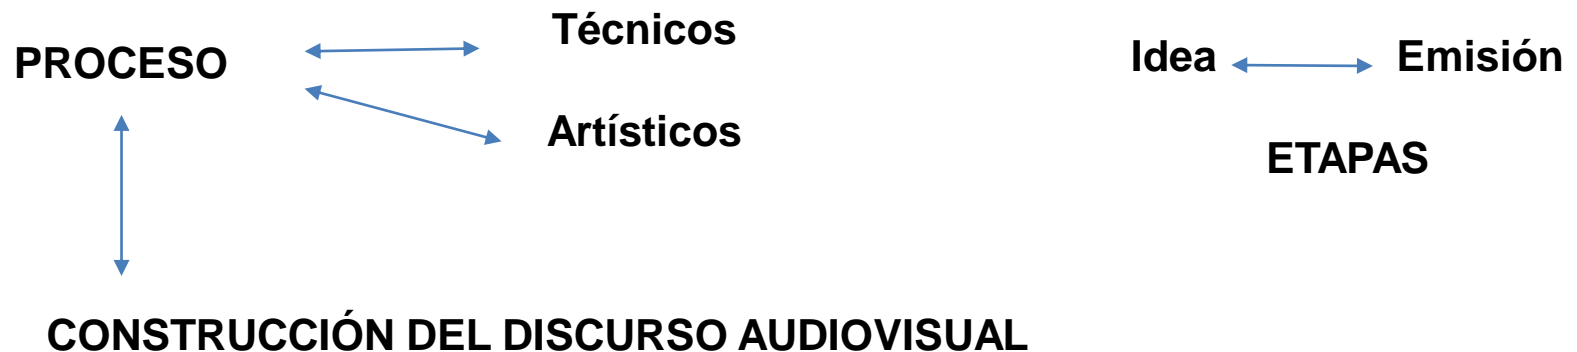 PROCESO
Técnicos
Artísticos
Idea
Emisión
ETAPAS
CONSTRUCCIÓN DEL DISCURSO AUDIOVISUAL